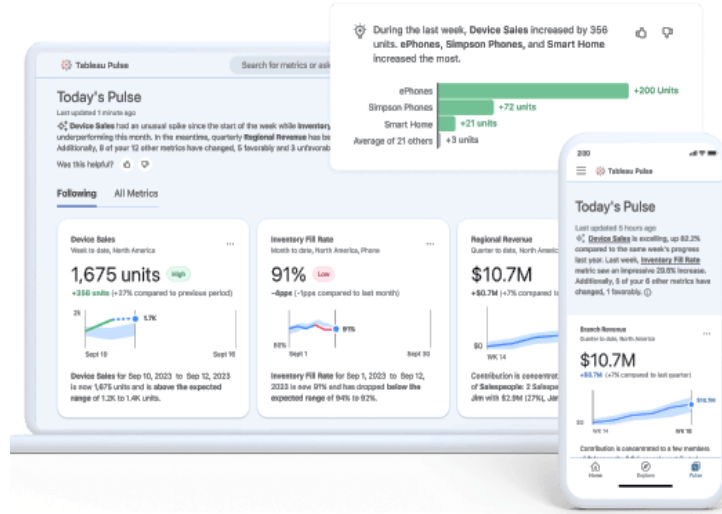 Tableau Pulse
Search for metrics or ask
Today's Pulse
Last updated 1 minute ago
Device Sales had an unusual spike since the start of the week while Inventory
underperforming this month. In the meantime, quarterly Regional Revenue has be
Additionally, 8 of your 12 other metrics have changed, 5 favorably and 3 unfavorab
Was this helpful?
Following All Metrics
Device Sales
Week to date, North America
1,675 units High
+356 units (+27% compared to previous period)
2K
1.7K
Sept 10 Sept 16
Device Sales for Sep 10, 2023 to Sep 12, 2023
is now 1,675 units and is above the expected
range of 1.2K to 1.4K units.
Inventory Fill Rate
Month to date, North America, Phone
91% Low
-4pps (-1pps compared to last month)
91%
Sept 1 Sept 30
Inventory Fill Rate for Sep 1, 2023 to Sep 12,
2023 is now 91% and has dropped below the
expected range of 94% to 92%.
Regional Revenue
Quarter to date, North Americ
$10.7M
+$0.7M (+7% compared to l
$0
WK 14
Contribution is concentrat
of Salespeople: 2 Salespe
Jim with $2.9M (27%), Jan
During the last week, Device Sales increased by 356
units. ePhones, Simpson Phones, and Smart Home
increased the most.
ePhones +200 Units
Simpson Phones +72 units
Smart Home +21 units
Average of 21 others +3 units
Tableau Pulse
Today's Pulse
Last updated 5 hours ago
Device Sales is excelling, up 82.2%
compared to the same week's progress
last year. Last week, Inventory Fill Rate
metric saw an impressive 29.6% increase.
Additionally, 5 of your 6 other metrics have
changed, 1 favorably.
Branch Revenue
Quarter to date, North America
$10.7M
+$0.7M (+7% compared to last quarter)
$10.7M
$0
WK 14 WK 18
Contribution is concentrated to a few members
Home Explore Pulse